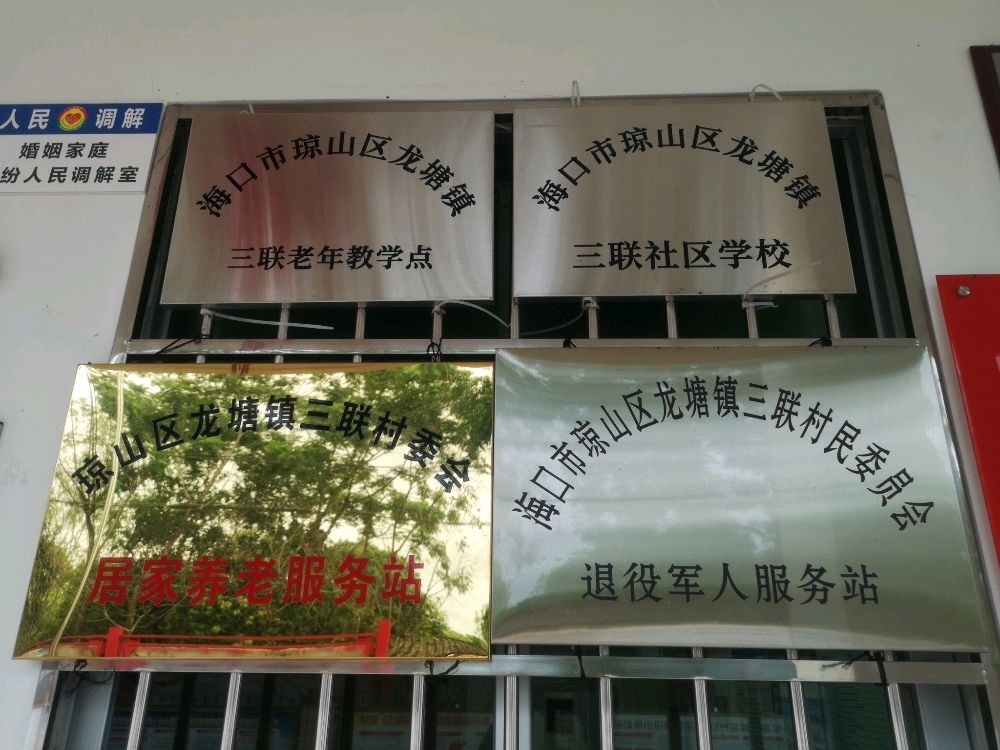 人民调解
婚姻家庭
纷人民调解室
海口市琼山区龙塘镇
三联老年教学点
海口市琼山区龙塘镇
三联社区学校
琼山区龙塘镇三联村委会
居家养老服务站
海口市琼山区龙塘镇三联村民委员会
退役军人服务站